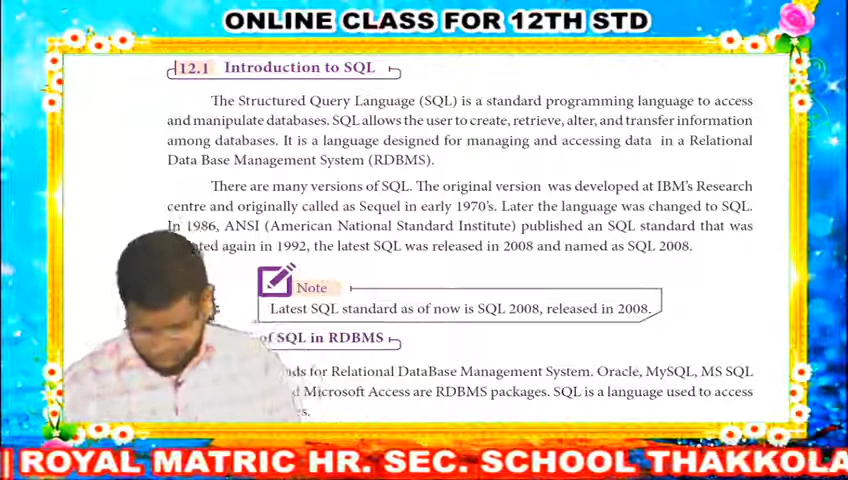 ONLINE CLASS FOR 12TH STD
12.1 Introduction to SQL
The Structured Query Language (SQL) is a standard programming language to access
and manipulate databases. SQL allows the user to create, retrieve, alter, and transfer information
among databases. It is a language designed for managing and accessing data in a Relational
Data Base Management System (RDBMS).
There are many versions of SQL. The original version was developed at IBM's Research
centre and originally called as Sequel in early 1970's. Later the language was changed to SQL.
In 1986, ANSI (American National Standard Institute) published an SQL standard that was
again in 1992, the latest SQL was released in 2008 and named as SQL 2008.
Note
Latest SQL standard as of now is SQL 2008, released in 2008.
of SQL in RDBMS
for Relational DataBase Management System. Oracle, MySQL, MS SQL
Microsoft Access are RDBMS packages. SQL is a language used to access
ROYAL MATRIC HR. SEC. SCHOOL THAKKOLA